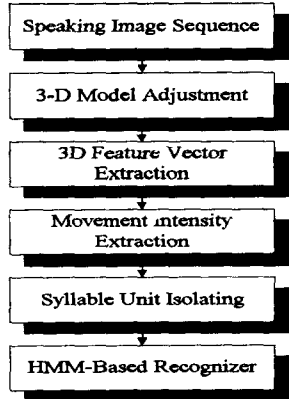 Speaking Image Sequence
3-D Model Adjustment
3D Feature Vector
Extraction
Movement Intensity
Extraction
Syllable Unit Isolating
HMM-Based Recognizer